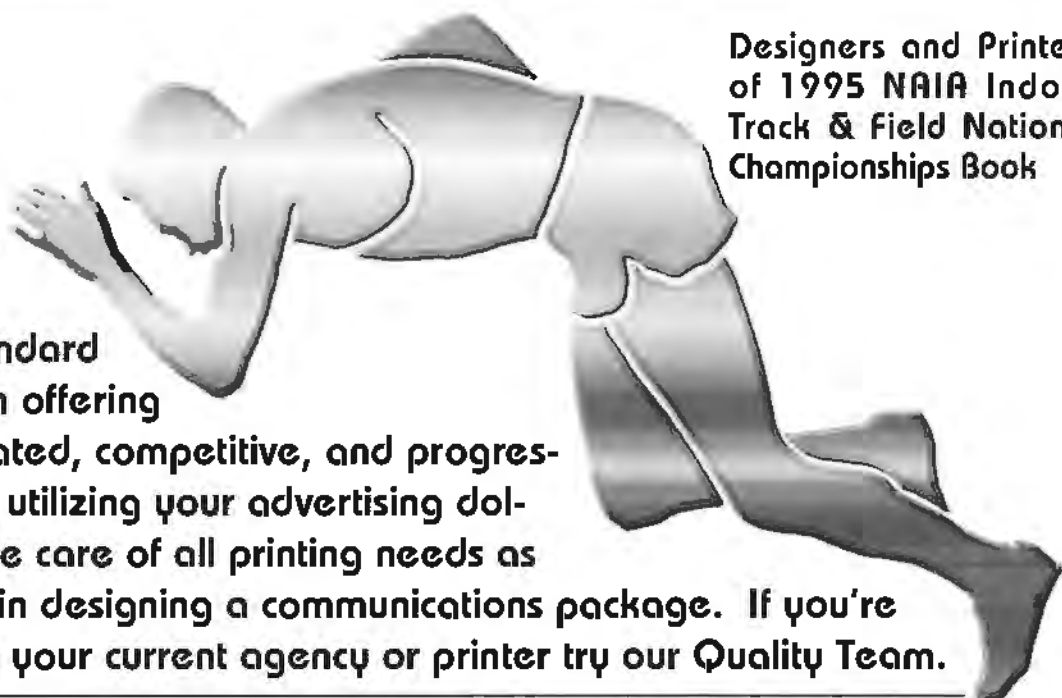 Designers and Printe
of 1995 NAIA Indo
Track & Field Nation
Championships Book
ndard
offering
ated, competitive, and progres-
utilizing your advertising dol-
e care of all printing needs as
in designing a communications package. If you're
your current agency or printer try our Quality Team.